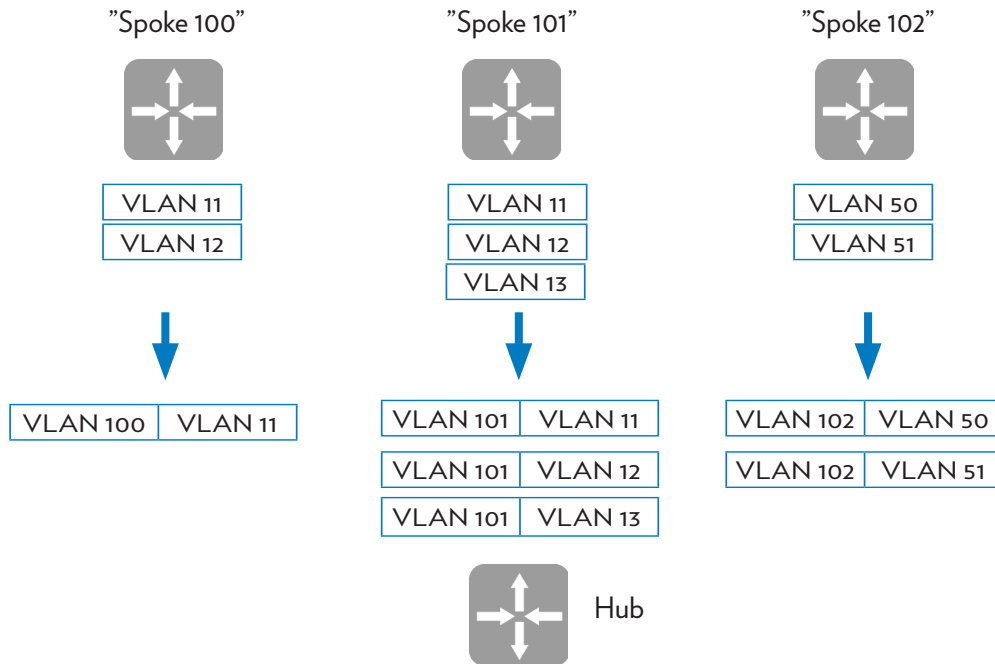 ”Spoke 100” ”Spoke 101” ”Spoke 102”
VLAN 11 VLAN 11 VLAN 50
VLAN 12 VLAN 12 VLAN 51
VLAN 13
VLAN 100 VLAN 11 VLAN 101 VLAN 11 VLAN 102 VLAN 50
VLAN 101 VLAN 12 VLAN 102 VLAN 51
VLAN 101 VLAN 13
Hub